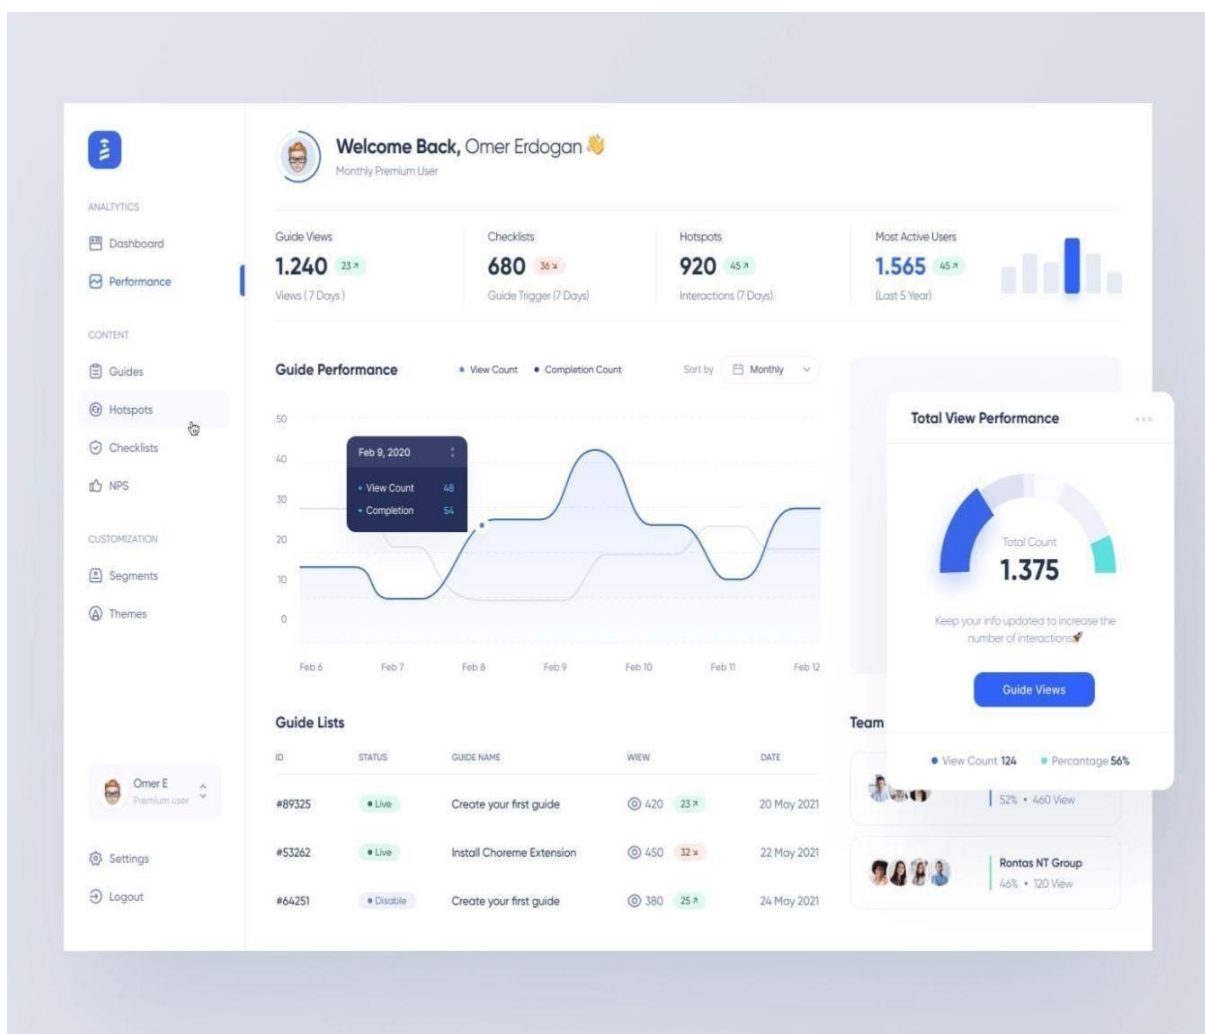 Welcome Back, Omer Erdogan 👋
Monthly Premium User
ANALTYTICS
Dashboard
Performance
CONTENT
Guides
Hotspots
Checklists
NPS
CUSTOMIZATION
Segments
Themes
Omer E
Premium user
Settings
Logout
Guide Views
1.240 23
Views ( 7 Days )
Checklists
680 36
Guide Trigger (7 Days)
Hotspots
920 45
Interactions (7 Days)
Most Active Users
1.565 45
(Last 5 Year)
Guide Performance
View Count Completion Count
Sort by Monthly
50
40
30
20
10
0
Feb 9, 2020
View Count 48
Completion 54
Feb 6 Feb 7 Feb 8 Feb 9 Feb 10 Feb 11 Feb 12
Total View Performance
Total Count
1.375
Keep your info updated to increase the
number of interactions🚀
Guide Views
View Count 124 Percantage 56%
Guide Lists
ID STATUS GUIDE NAME WIEW DATE
#89325 Live Create your first guide 420 23 20 May 2021
#53262 Live Install Choreme Extension 450 32 22 May 2021
#64251 Disable Create your first guide 380 25 24 May 2021
Team
52% • 460 View
Rontas NT Group
46% • 120 View